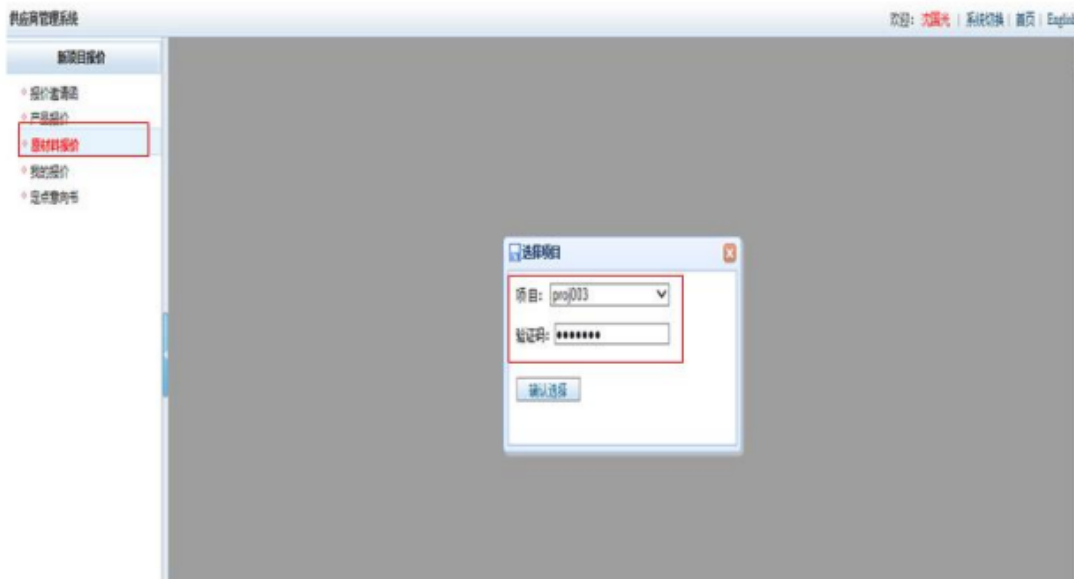 供应商管理系统
欢迎: 沈国光 | 系统切换 | 首页 | English
新项目报价
报价邀请函
产品报价
原材料报价
我的报价
定点意向书
选择项目
项目: proj003
验证码: •••••••
确认选择